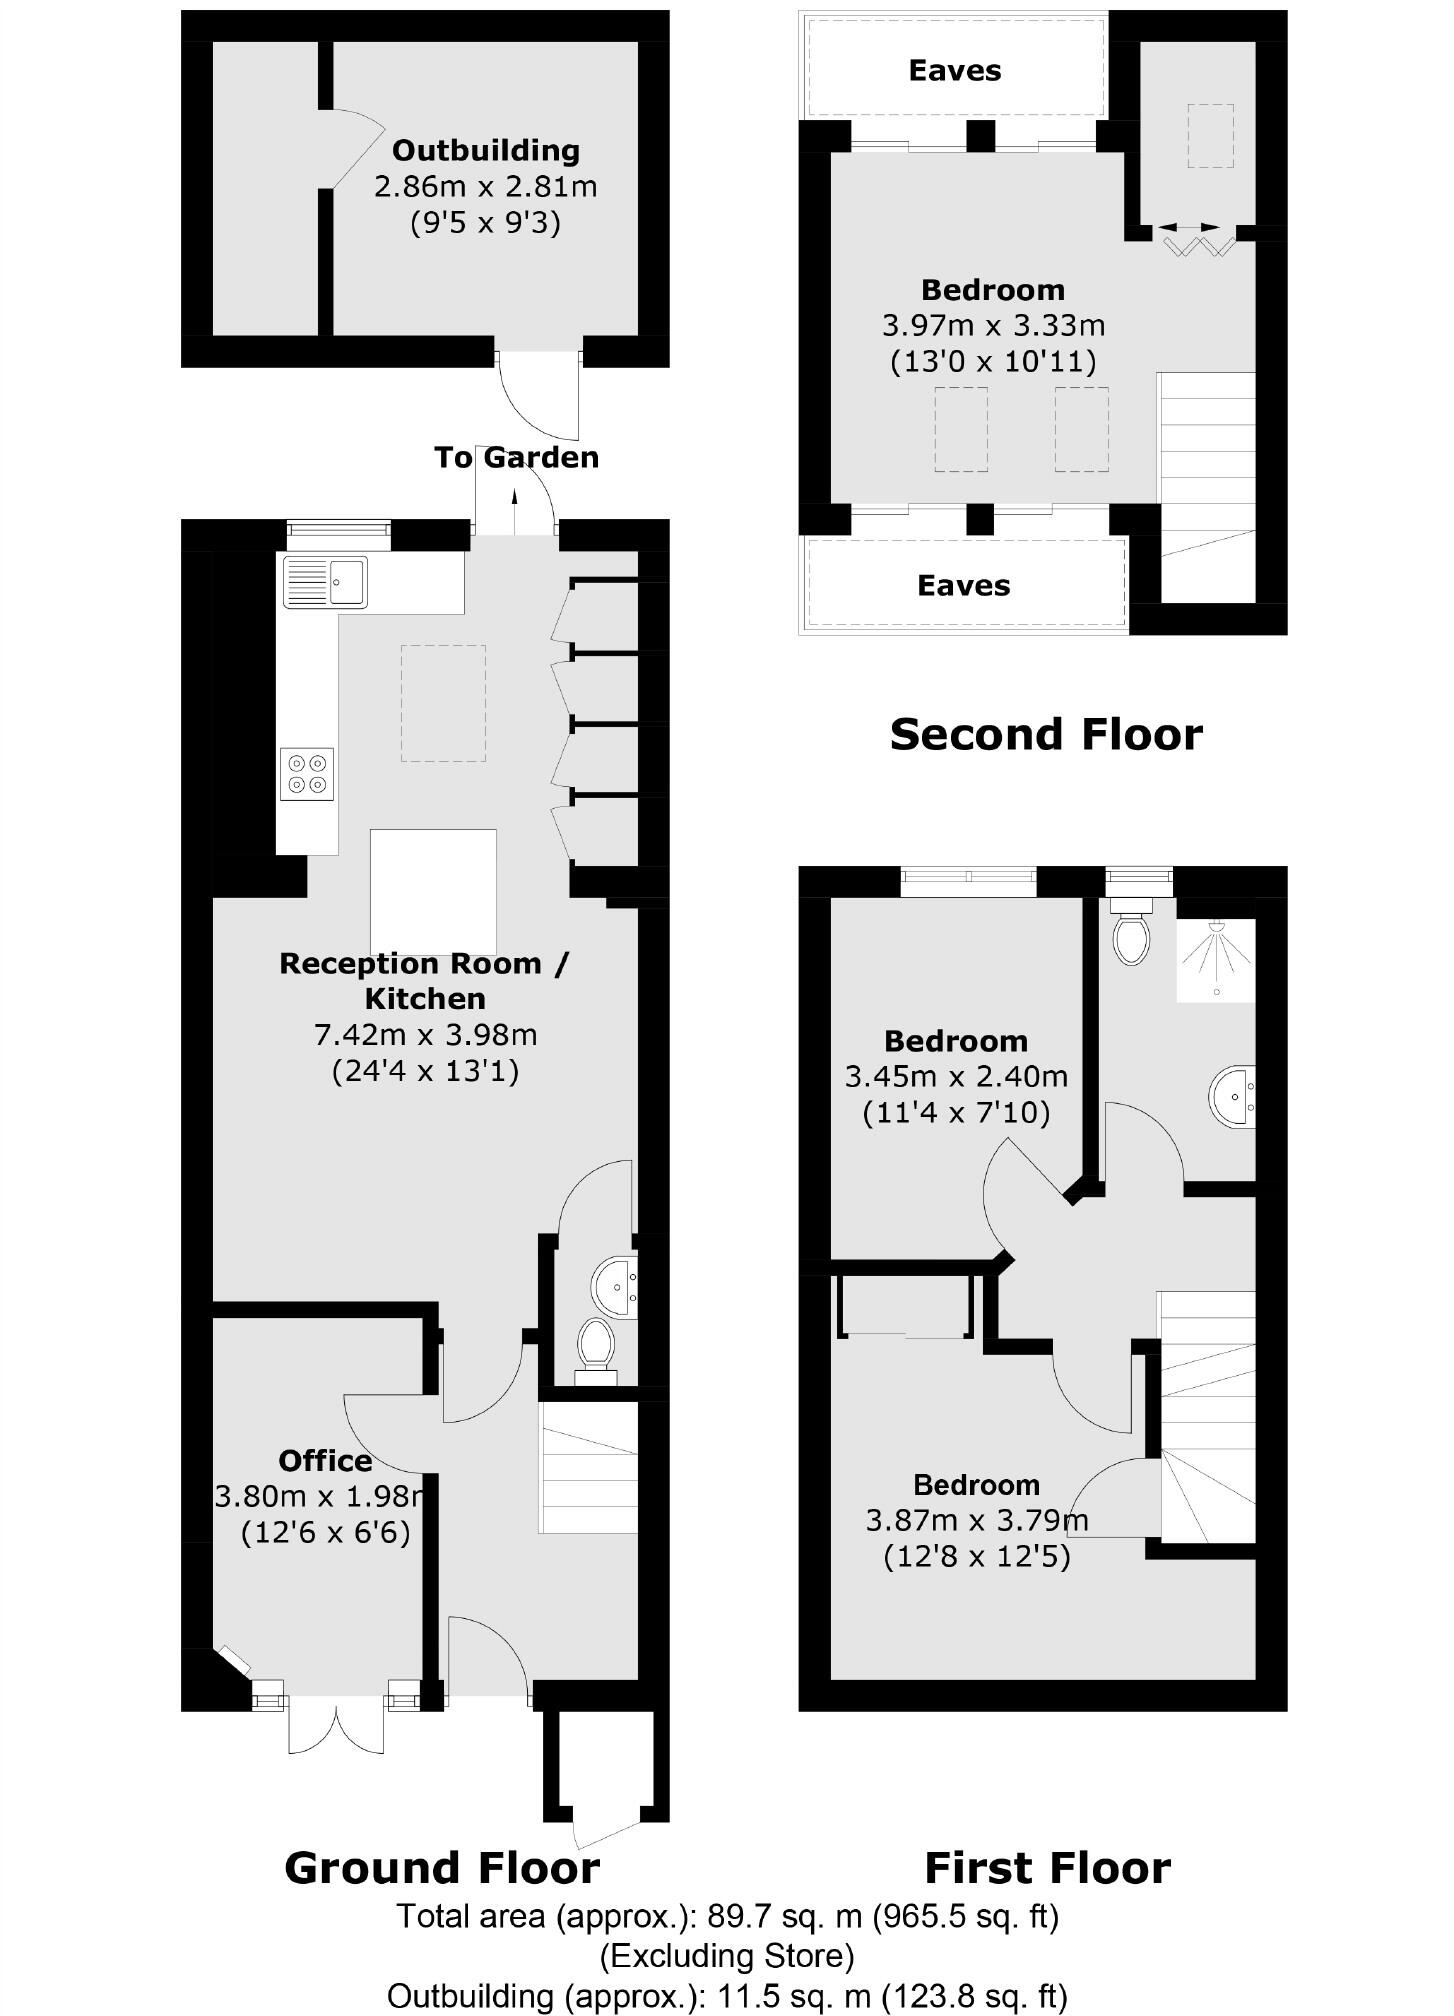 Outbuilding
2.86m x 2.81m
(9'5 x 9'3)
To Garden
Reception Room /
Kitchen
7.42m x 3.98m
(24'4 x 13'1)
Office
3.80m x 1.98m
(12'6 x 6'6)
Ground Floor
Eaves
Bedroom
3.97m x 3.33m
(13'0 x 10'11)
Eaves
Second Floor
Bedroom
3.45m x 2.40m
(11'4 x 7'10)
Bedroom
3.87m x 3.79m
(12'8 x 12'5)
First Floor
Total area (approx.): 89.7 sq. m (965.5 sq. ft)
(Excluding Store)
Outbuilding (approx.): 11.5 sq. m (123.8 sq. ft)